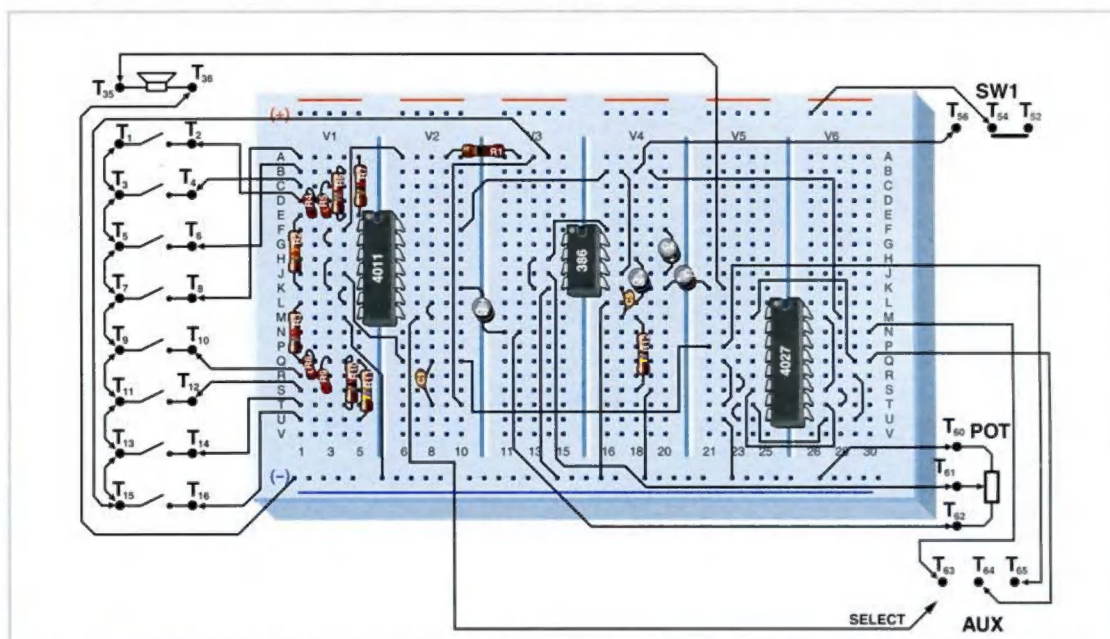 T35 T36
SW1
T56 T54 T52
(+)
V1 V2 V3 V4 V5 V6
T1 T2
T3 T4
T5 T6
T7 T8
T9 T10
T11 T12
T13 T14
T15 T16
A A
B B
C C
D D
E E
F F
G G
H H
J J
K K
L L
M M
N N
P P
Q Q
R R
S S
T T
U U
V V
R1
4011
386
4027
1 3 5 6 8 10 11 13 15 16 18 20 21 23 25 26 28 30
(-)
T60 POT
T61
T62
T63 T64 T65
SELECT
AUX